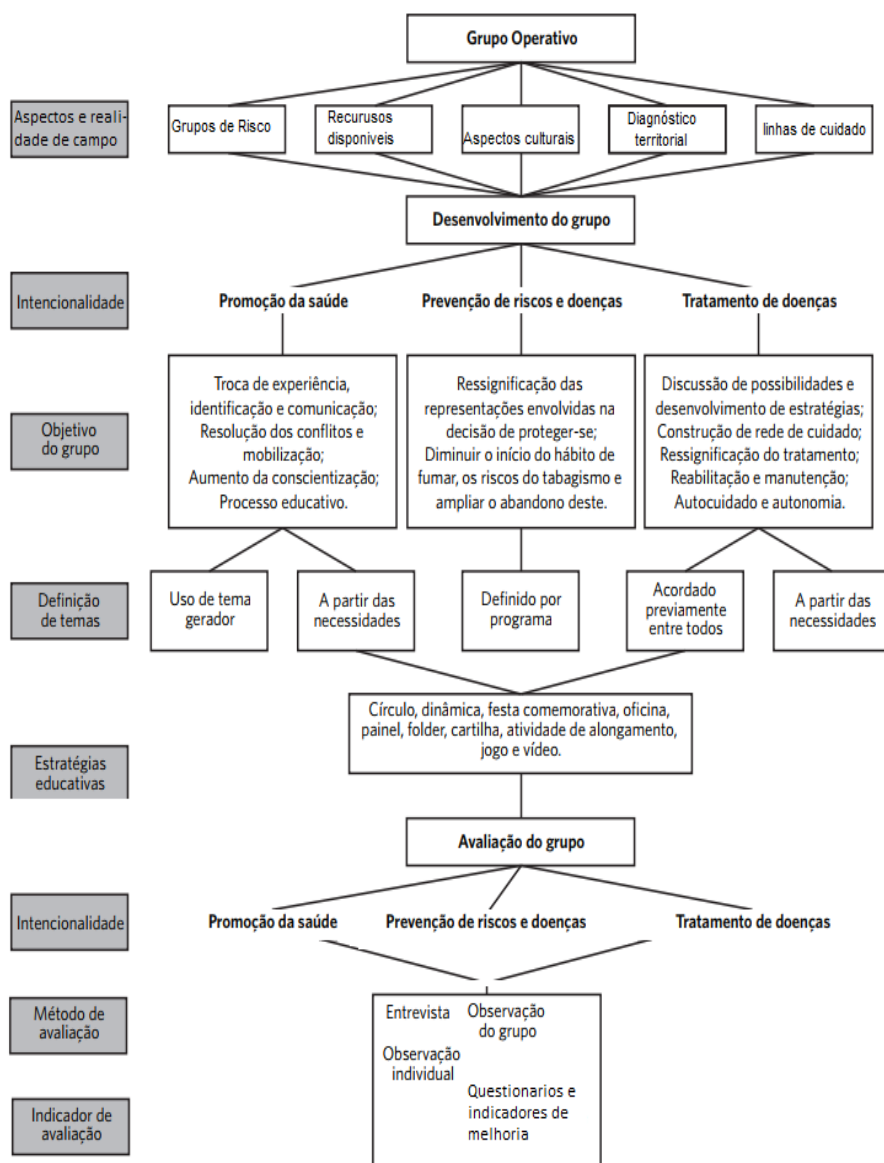 Grupo Operativo
Aspectos e reali-
dade de campo
Grupos de Risco
Recurusos
disponiveis
Aspectos culturais
Diagnóstico
territorial
linhas de cuidado
Desenvolvimento do grupo
Intencionalidade
Promoção da saúde
Prevenção de riscos e doenças
Tratamento de doenças
Objetivo
do grupo
Troca de experiência,
identificação e comunicação;
Resolução dos conflitos e
mobilização;
Aumento da conscientização;
Processo educativo.
Ressignificação das
representações envolvidas na
decisão de proteger-se;
Diminuir o início do hábito de
fumar, os riscos do tabagismo e
ampliar o abandono deste.
Discussão de possibilidades e
desenvolvimento de estratégias;
Construção de rede de cuidado;
Ressignificação do tratamento;
Reabilitação e manutenção;
Autocuidado e autonomia.
Definição
de temas
Uso de tema
gerador
A partir das
necessidades
Definido por
programa
Acordado
previamente
entre todos
A partir das
necessidades
Estratégias
educativas
Círculo, dinâmica, festa comemorativa, oficina,
painel, folder, cartilha, atividade de alongamento,
jogo e vídeo.
Avaliação do grupo
Intencionalidade
Promoção da saúde
Prevenção de riscos e doenças
Tratamento de doenças
Método de
avaliação
Entrevista
Observação
do grupo
Observação
individual
Indicador de
avaliação
Questionarios e
indicadores de
melhoria